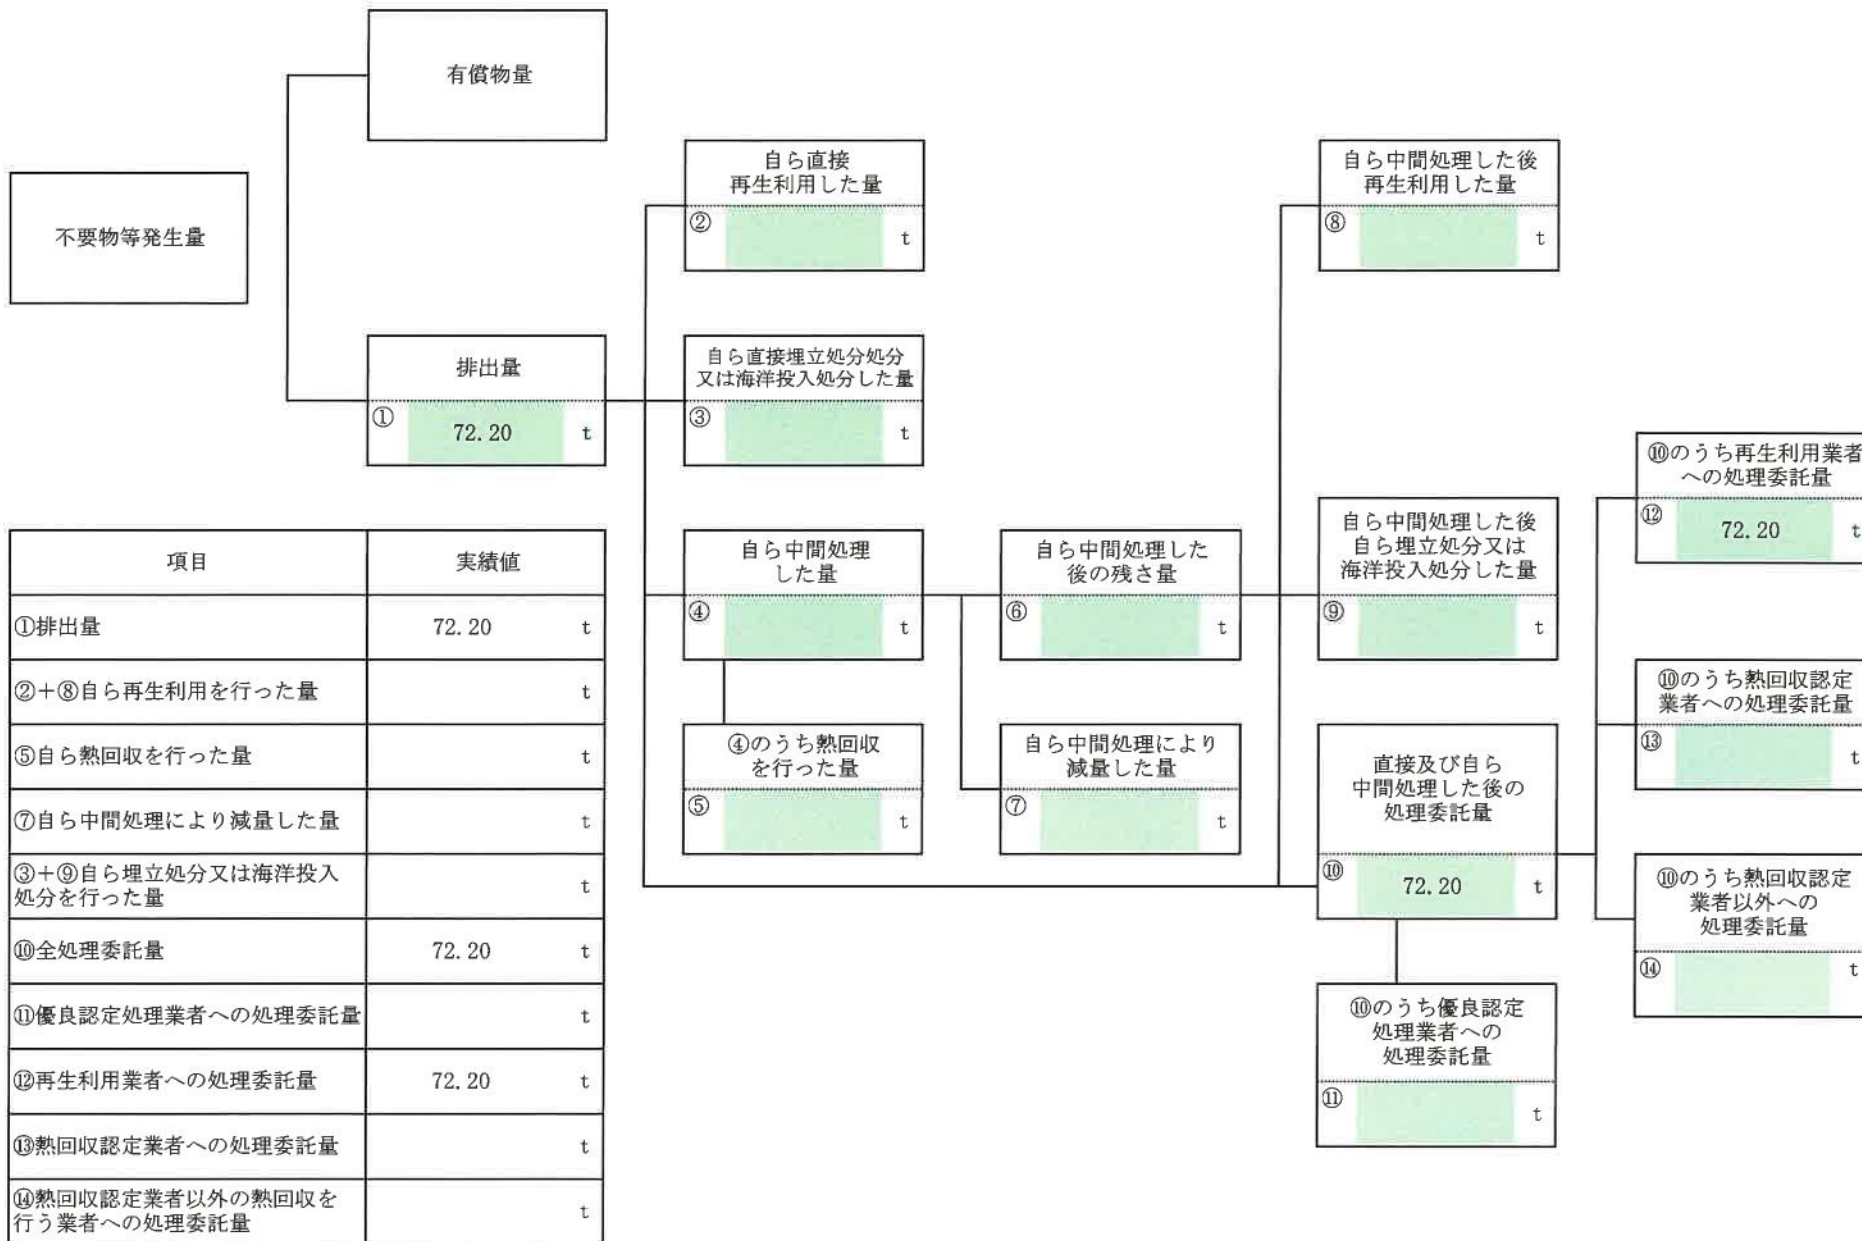 有償物量
不要物等発生量
自ら直接
再生利用した量
②
t
自ら中間処理した後
再生利用した量
⑧
t
排出量
①
72.20
t
自ら直接埋立処分処分
又は海洋投入処分した量
③
t
⑩のうち再生利用業者
への処理委託量
⑫
72.20
t
自ら中間処理
した量
④
t
自ら中間処理した
後の残さ量
⑥
t
自ら中間処理した後
自ら埋立処分又は
海洋投入処分した量
⑨
t
⑩のうち熱回収認定
業者への処理委託量
⑬
t
④のうち熱回収
を行った量
⑤
t
自ら中間処理により
減量した量
⑦
t
直接及び自ら
中間処理した後の
処理委託量
⑩
72.20
t
⑩のうち熱回収認定
業者以外への
処理委託量
⑭
t
⑩のうち優良認定
処理業者への
処理委託量
⑪
t
項目 実績値
①排出量 72.20 t
②+⑧自ら再生利用を行った量 t
⑤自ら熱回収を行った量 t
⑦自ら中間処理により減量した量 t
③+⑨自ら埋立処分又は海洋投入
処分を行った量 t
⑩全処理委託量 72.20 t
⑪優良認定処理業者への処理委託量 t
⑫再生利用業者への処理委託量 72.20 t
⑬熱回収認定業者への処理委託量 t
⑭熱回収認定業者以外の熱回収を
行う業者への処理委託量 t